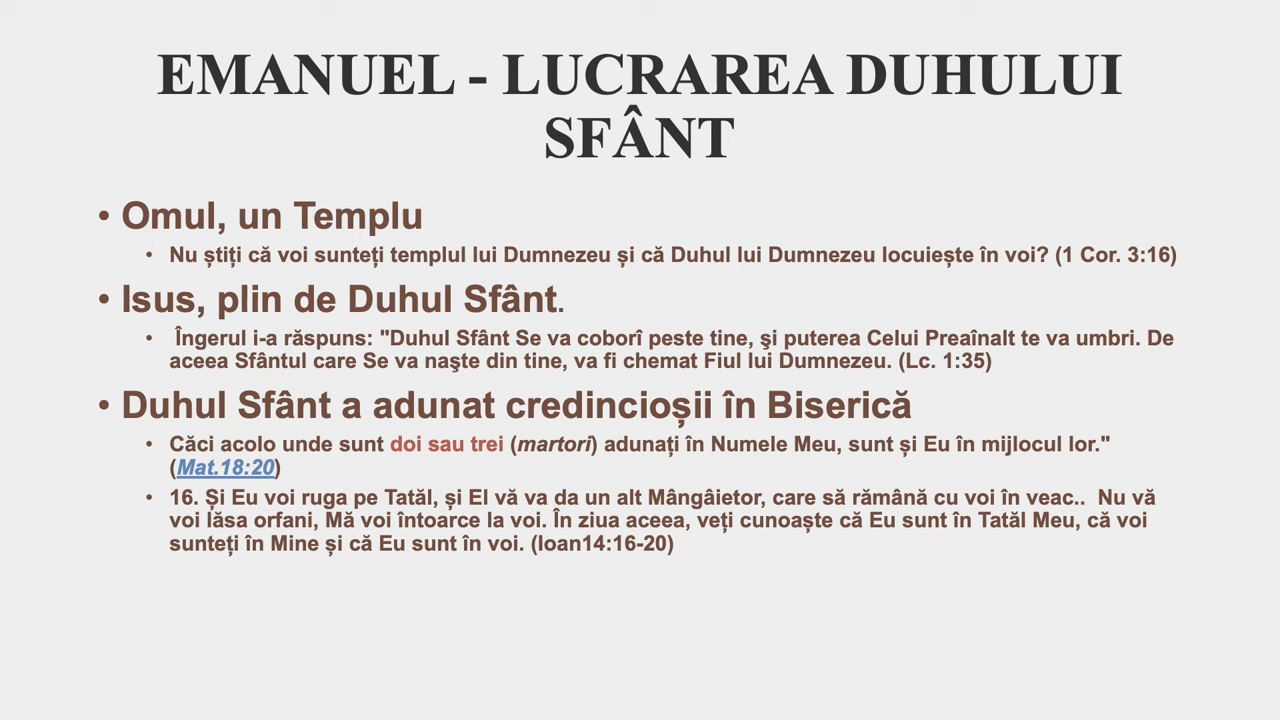 EMANUEL - LUCRAREA DUHULUI
SFÂNT
• Omul, un Templu
• Nu știți că voi sunteți templul lui Dumnezeu și că Duhul lui Dumnezeu locuiește în voi? (1 Cor. 3:16)
• Isus, plin de Duhul Sfânt.
• Îngerul i-a răspuns: "Duhul Sfânt Se va coborî peste tine, şi puterea Celui Preaînalt te va umbri. De
aceea Sfântul care Se va naşte din tine, va fi chemat Fiul lui Dumnezeu. (Lc. 1:35)
• Duhul Sfânt a adunat credincioșii în Biserică
• Căci acolo unde sunt doi sau trei (martori) adunați în Numele Meu, sunt și Eu în mijlocul lor."
(Mat.18:20)
• 16. Și Eu voi ruga pe Tatăl, și El vă va da un alt Mângâietor, care să rămână cu voi în veac.. Nu vă
voi lăsa orfani, Mă voi întoarce la voi. În ziua aceea, veți cunoaște că Eu sunt în Tatăl Meu, că voi
sunteți în Mine și că Eu sunt în voi. (Ioan14:16-20)